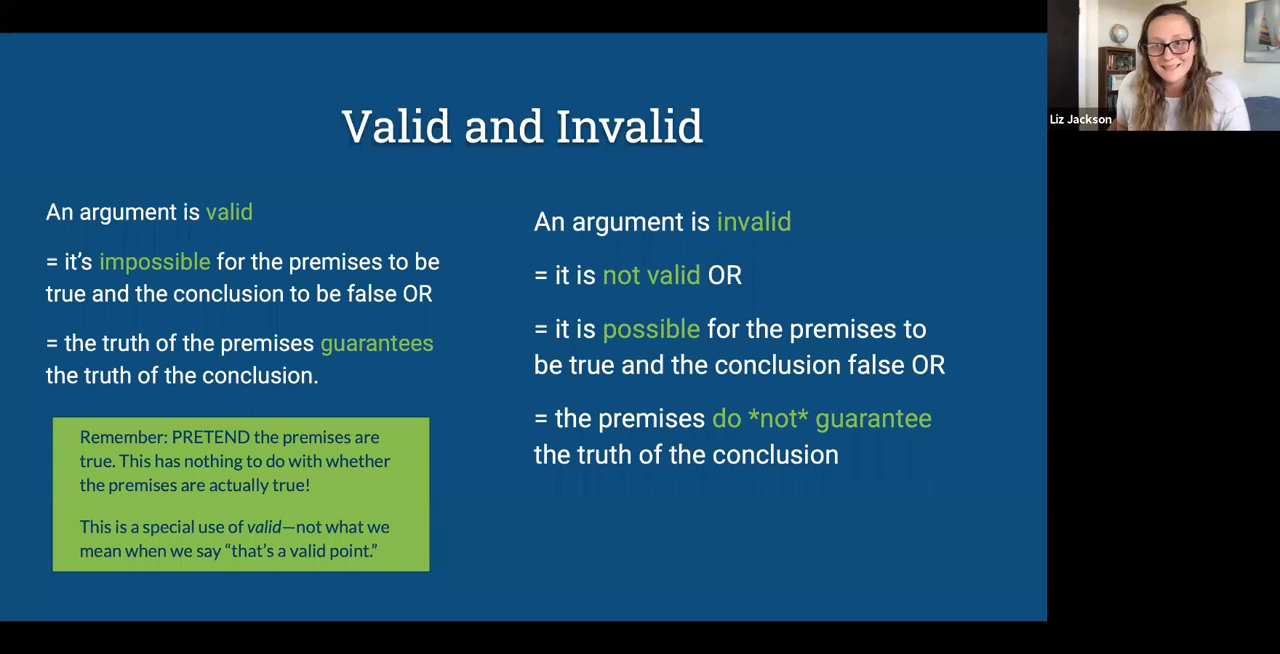 Valid and Invalid
An argument is valid
= it's impossible for the premises to be
true and the conclusion to be false OR
= the truth of the premises guarantees
the truth of the conclusion.
Remember: PRETEND the premises are
true. This has nothing to do with whether
the premises are actually true!
This is a special use of valid—not what we
mean when we say “that's a valid point.”
An argument is invalid
= it is not valid OR
= it is possible for the premises to
be true and the conclusion false OR
= the premises do *not* guarantee
the truth of the conclusion
Liz Jackson